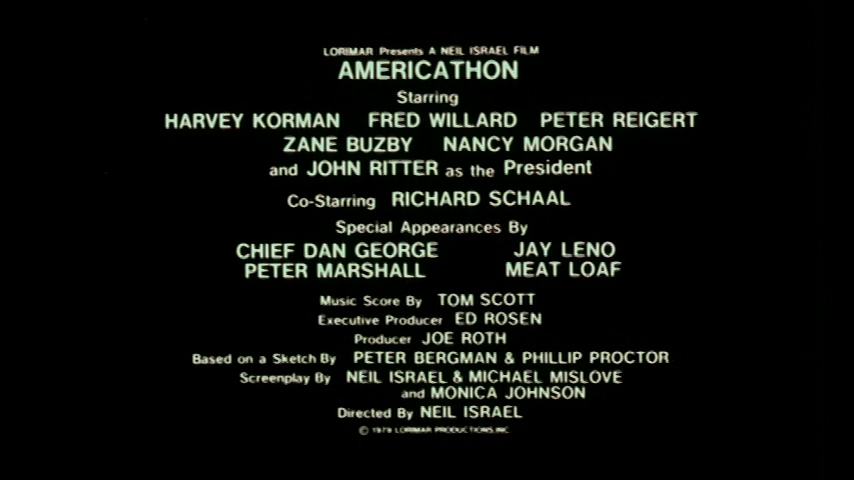 LORIMAR Presents A NEIL ISRAEL FILM
AMERICATHON
Starring
HARVEY KORMAN FRED WILLARD PETER REIGERT
ZANE BUZBY NANCY MORGAN
and JOHN RITTER as the President
Co-Starring RICHARD SCHAAL
Special Appearances By
CHIEF DAN GEORGE JAY LENO
PETER MARSHALL MEAT LOAF
Music Score By TOM SCOTT
Executive Producer ED ROSEN
Producer JOE ROTH
Based on a Sketch By PETER BERGMAN & PHILLIP PROCTOR
Screenplay By NEIL ISRAEL & MICHAEL MISLOVE
and MONICA JOHNSON
Directed By NEIL ISRAEL
© 1979 LORIMAR PRODUCTIONS, INC